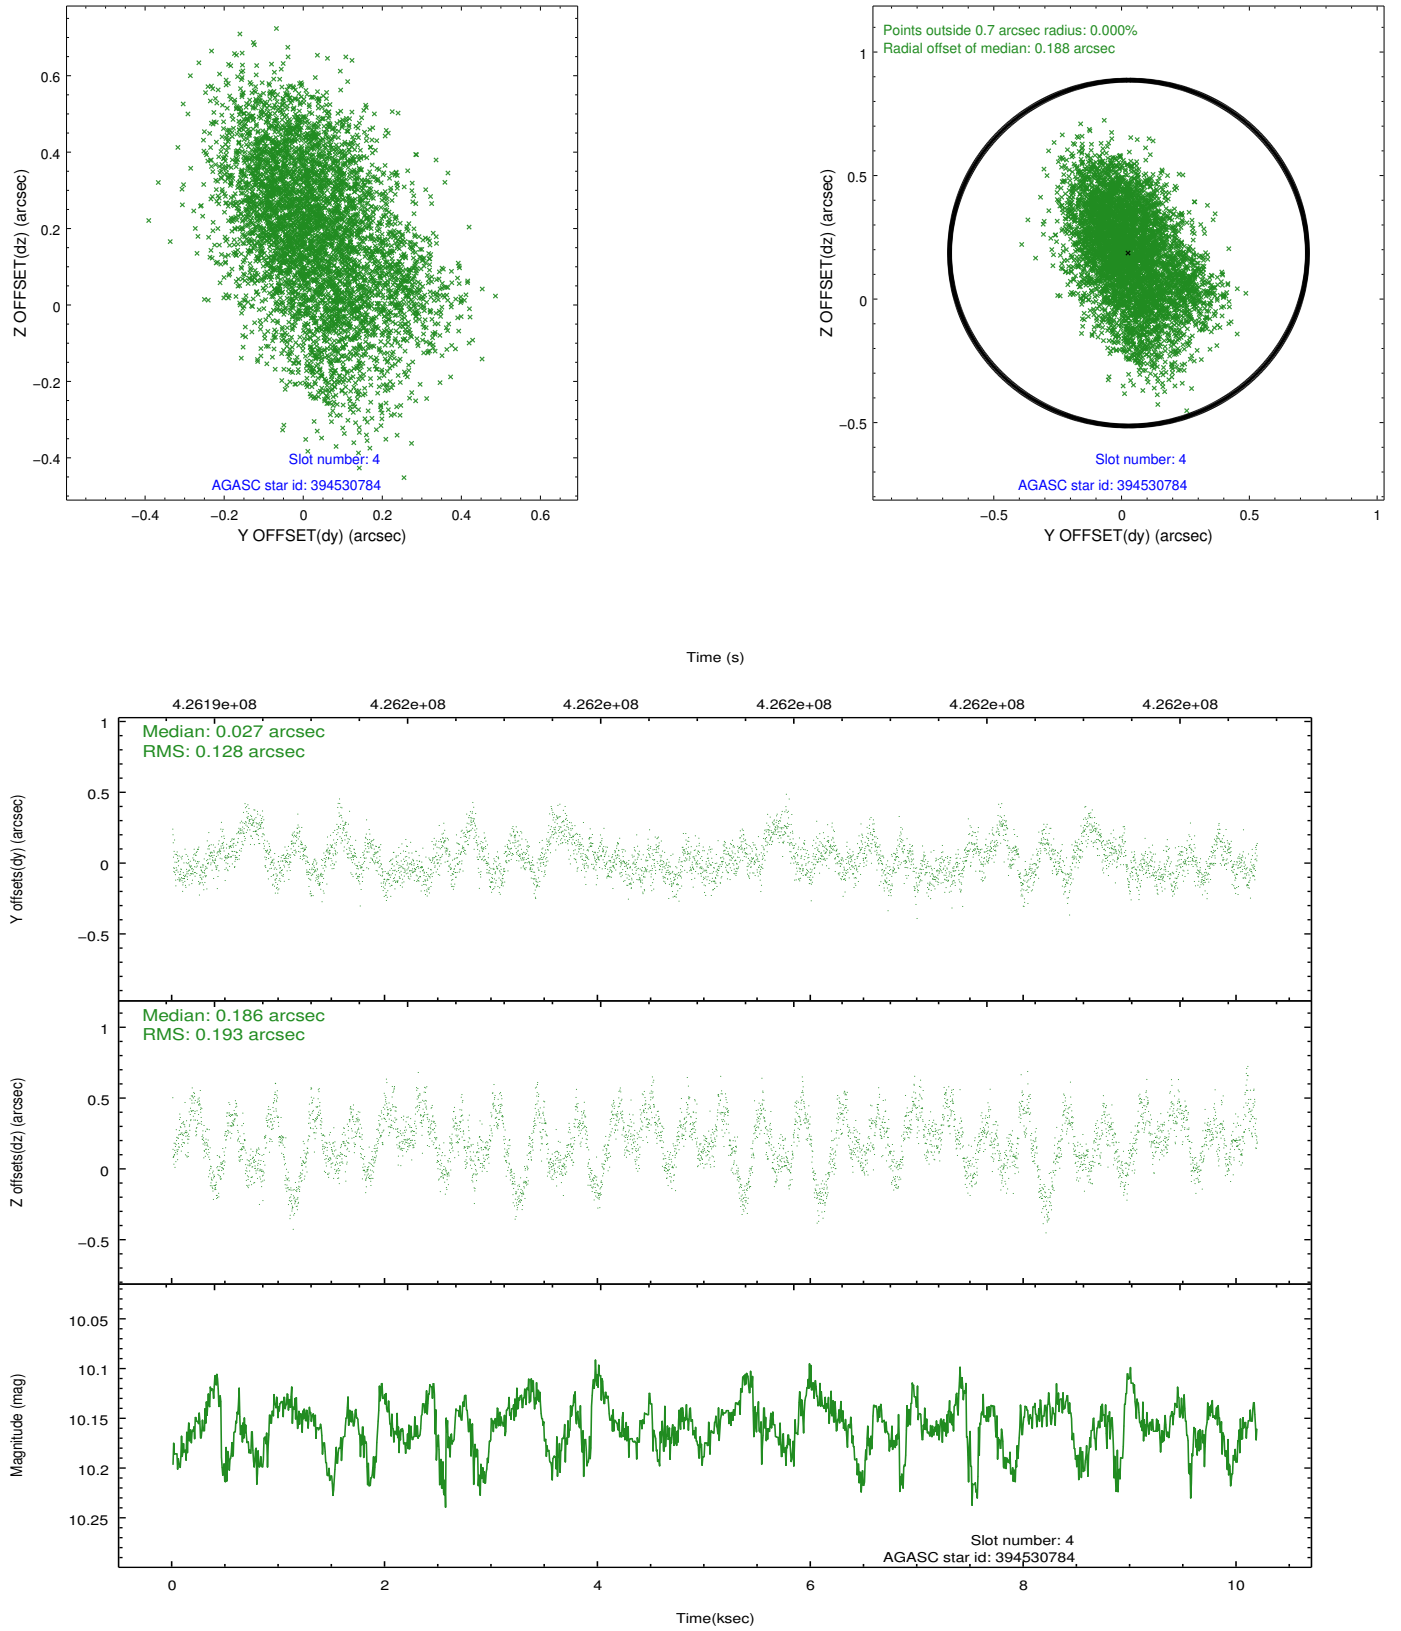 0.6
0.4
0.2
0
−0.2
−0.4
−0.4
−0.2
0
0.2
0.4
0.6
Z OFFSET(dz) (arcsec)
Y OFFSET(dy) (arcsec)
Slot number: 4
AGASC star id: 394530784
Points outside 0.7 arcsec radius: 0.000%
Radial offset of median: 0.188 arcsec
1
0.5
0
−0.5
−0.5
0
0.5
1
Z OFFSET(dz) (arcsec)
Y OFFSET(dy) (arcsec)
Slot number: 4
AGASC star id: 394530784
Time (s)
4.2619e+08 4.262e+08 4.262e+08 4.262e+08 4.262e+08 4.262e+08
Median: 0.027 arcsec
RMS: 0.128 arcsec
1
0.5
0
−0.5
Y offsets(dy) (arcsec)
Median: 0.186 arcsec
RMS: 0.193 arcsec
1
0.5
0
−0.5
Z offsets(dz) (arcsec)
10.05
10.1
10.15
10.2
10.25
Magnitude (mag)
Slot number: 4
AGASC star id: 394530784
0 2 4 6 8 10
Time(ksec)